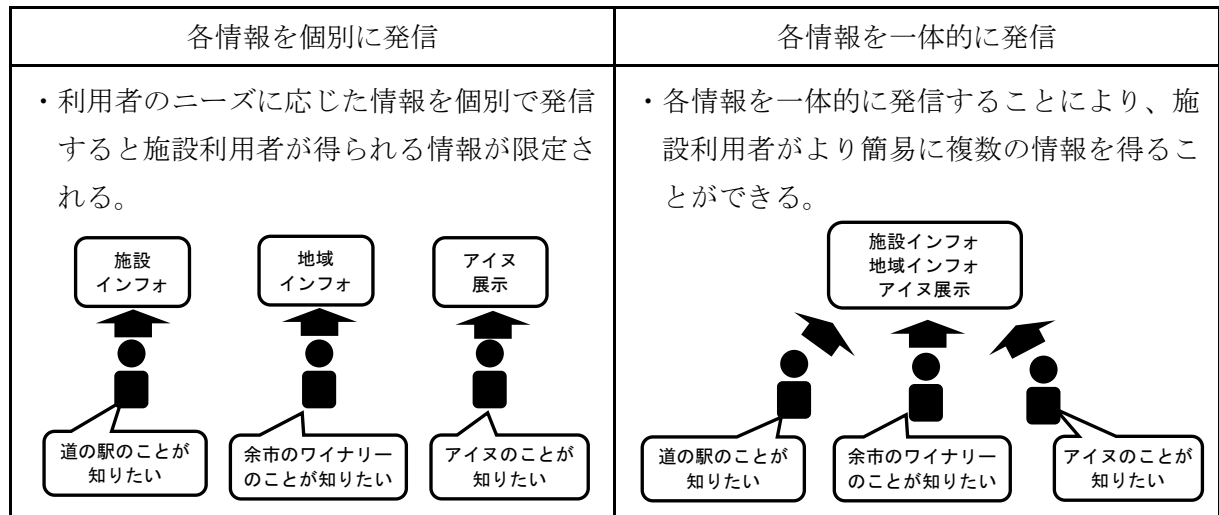 各情報を個別に発信
・利用者のニーズに応じた情報を個別で発信
すると施設利用者が得られる情報が限定さ
れる。
施設
インフォ
地域
インフォ
アイヌ
展示
道の駅のことが
知りたい
余市のワイナリー
のことが知りたい
アイヌのことが
知りたい
各情報を一体的に発信
・各情報を一体的に発信することにより、施
設利用者がより簡易に複数の情報を得るこ
とができる。
施設インフォ
地域インフォ
アイヌ展示
道の駅のことが
知りたい
余市のワイナリー
のことが知りたい
アイヌのことが
知りたい